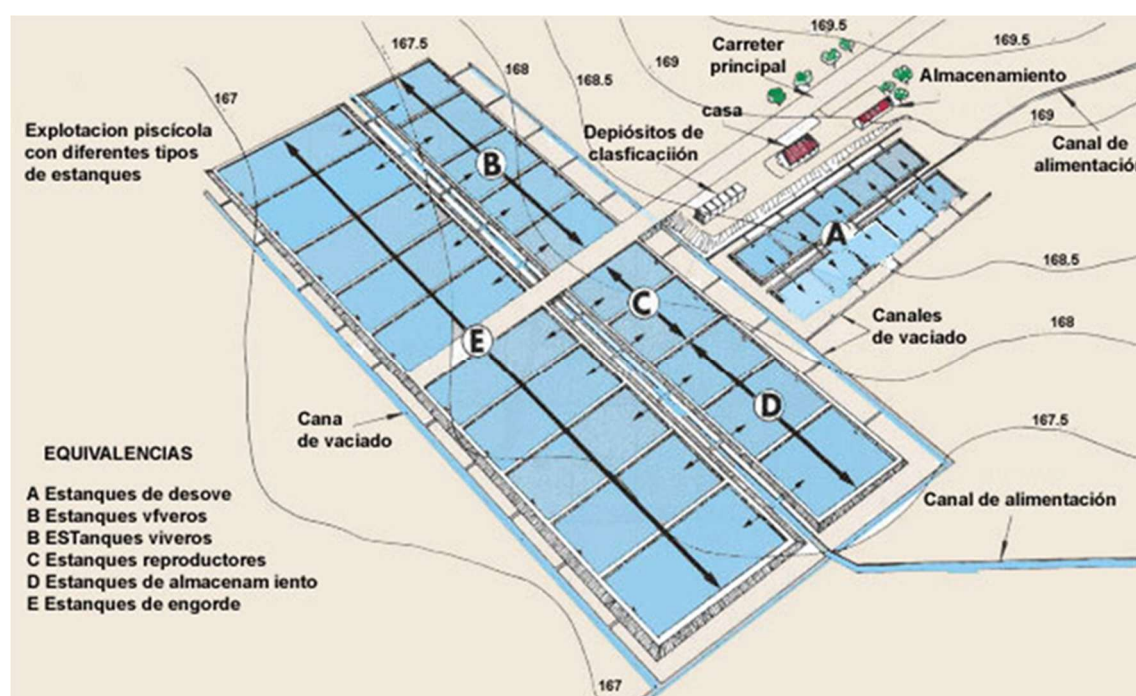 169.5
167.5
Carreter
principal
169.5
168
169
168.5
Almacenamiento
167
casa
169
Explotacion piscícola
con diferentes tipos
de estanques
Depiósitos de
clasficaciión
Canal de
alimentación
B
A
168.5
C
Canales
de vaciado
168
E
D
Cana
de vaciado
167.5
EQUIVALENCIAS
A Estanques de desove
B Estanques vfveros
B ESTanques viveros
C Estanques reproductores
D Estanques de almacenam iento
E Estanques de engorde
Canal de alimentación
167